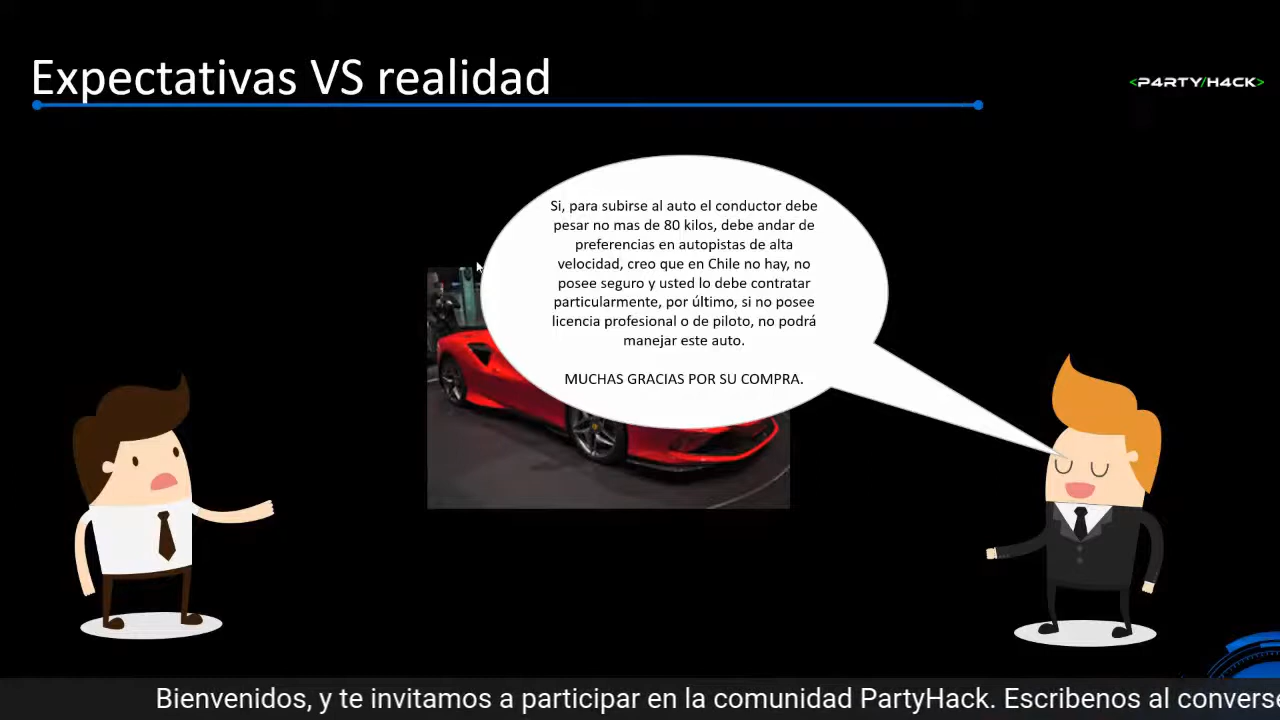 Expectativas VS realidad
<P4RTY/H4CK>
Si, para subirse al auto el conductor debe
pesar no mas de 80 kilos, debe andar de
preferencias en autopistas de alta
velocidad, creo que en Chile no hay, no
posee seguro y usted lo debe contratar
particularmente, por último, si no posee
licencia profesional o de piloto, no podrá
manejar este auto.
MUCHAS GRACIAS POR SU COMPRA.
Bienvenidos, y te invitamos a participar en la comunidad PartyHack. Escribenos al converse